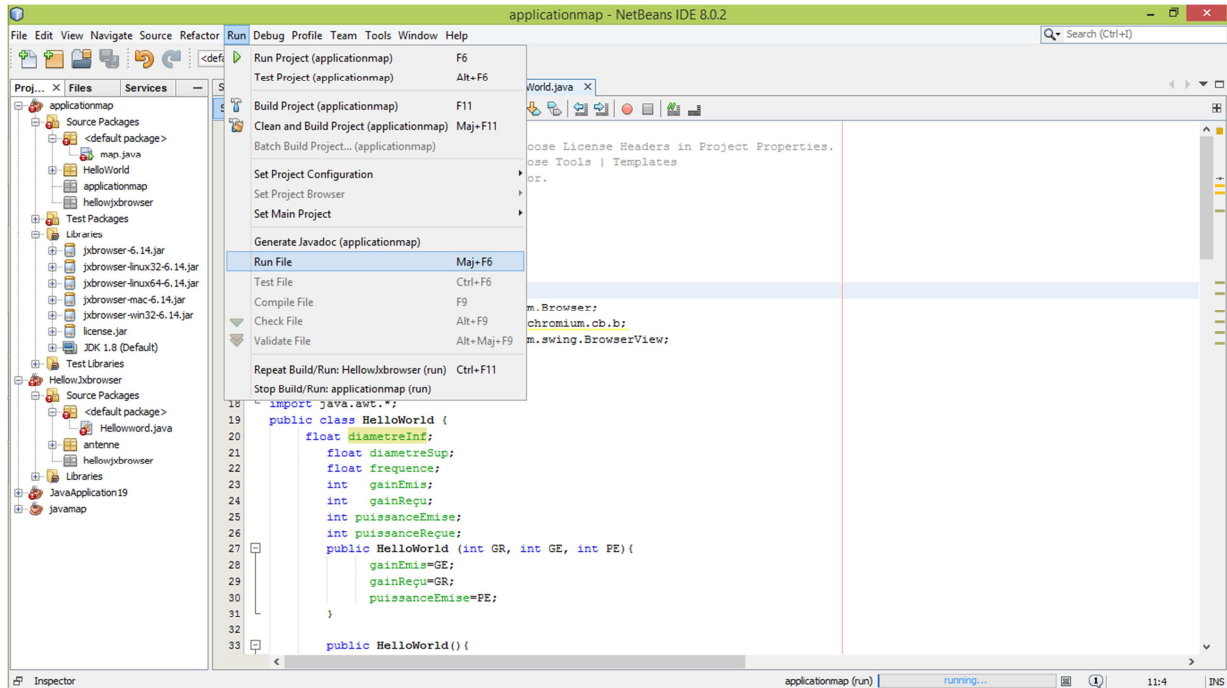 applicationmap - NetBeans IDE 8.0.2
File Edit View Navigate Source Refactor Run Debug Profile Team Tools Window Help
Search (Ctrl+I)
<defa
Proj... × Files Services
World.java ×
applicationmap
Source Packages
<default package>
map.java
HelloWorld
applicationmap
hellowjxbrowser
Test Packages
Libraries
jxbrowser-6.14.jar
jxbrowser-linux32-6.14.jar
jxbrowser-linux64-6.14.jar
jxbrowser-mac-6.14.jar
jxbrowser-win32-6.14.jar
license.jar
JDK 1.8 (Default)
Test Libraries
HellowJxbrowser
Source Packages
<default package>
Hellowword.java
antenne
hellowjxbrowser
Libraries
JavaApplication19
javamap
Run Project (applicationmap) F6
Test Project (applicationmap) Alt+F6
Build Project (applicationmap) F11
Clean and Build Project (applicationmap) Maj+F11
Batch Build Project... (applicationmap)
Set Project Configuration
Set Project Browser
Set Main Project
Generate Javadoc (applicationmap)
Run File Maj+F6
Test File Ctrl+F6
Compile File F9
Check File Alt+F9
Validate File Alt+Maj+F9
Repeat Build/Run: HellowJxbrowser (run) Ctrl+F11
Stop Build/Run: applicationmap (run)
oose License Headers in Project Properties.
ose Tools | Templates
or.
m.Browser;
chromium.cb.b;
m.swing.BrowserView;
18 import java.awt.*;
19 public class HelloWorld {
20 float diametreInf;
21 float diametreSup;
22 float frequence;
23 int gainEmis;
24 int gainReçu;
25 int puissanceEmise;
26 int puissanceReçue;
27 public HelloWorld (int GR, int GE, int PE){
28 gainEmis=GE;
29 gainReçu=GR;
30 puissanceEmise=PE;
31 }
32
33 public HelloWorld(){
Inspector
applicationmap (run) running... 1 11:4 INS